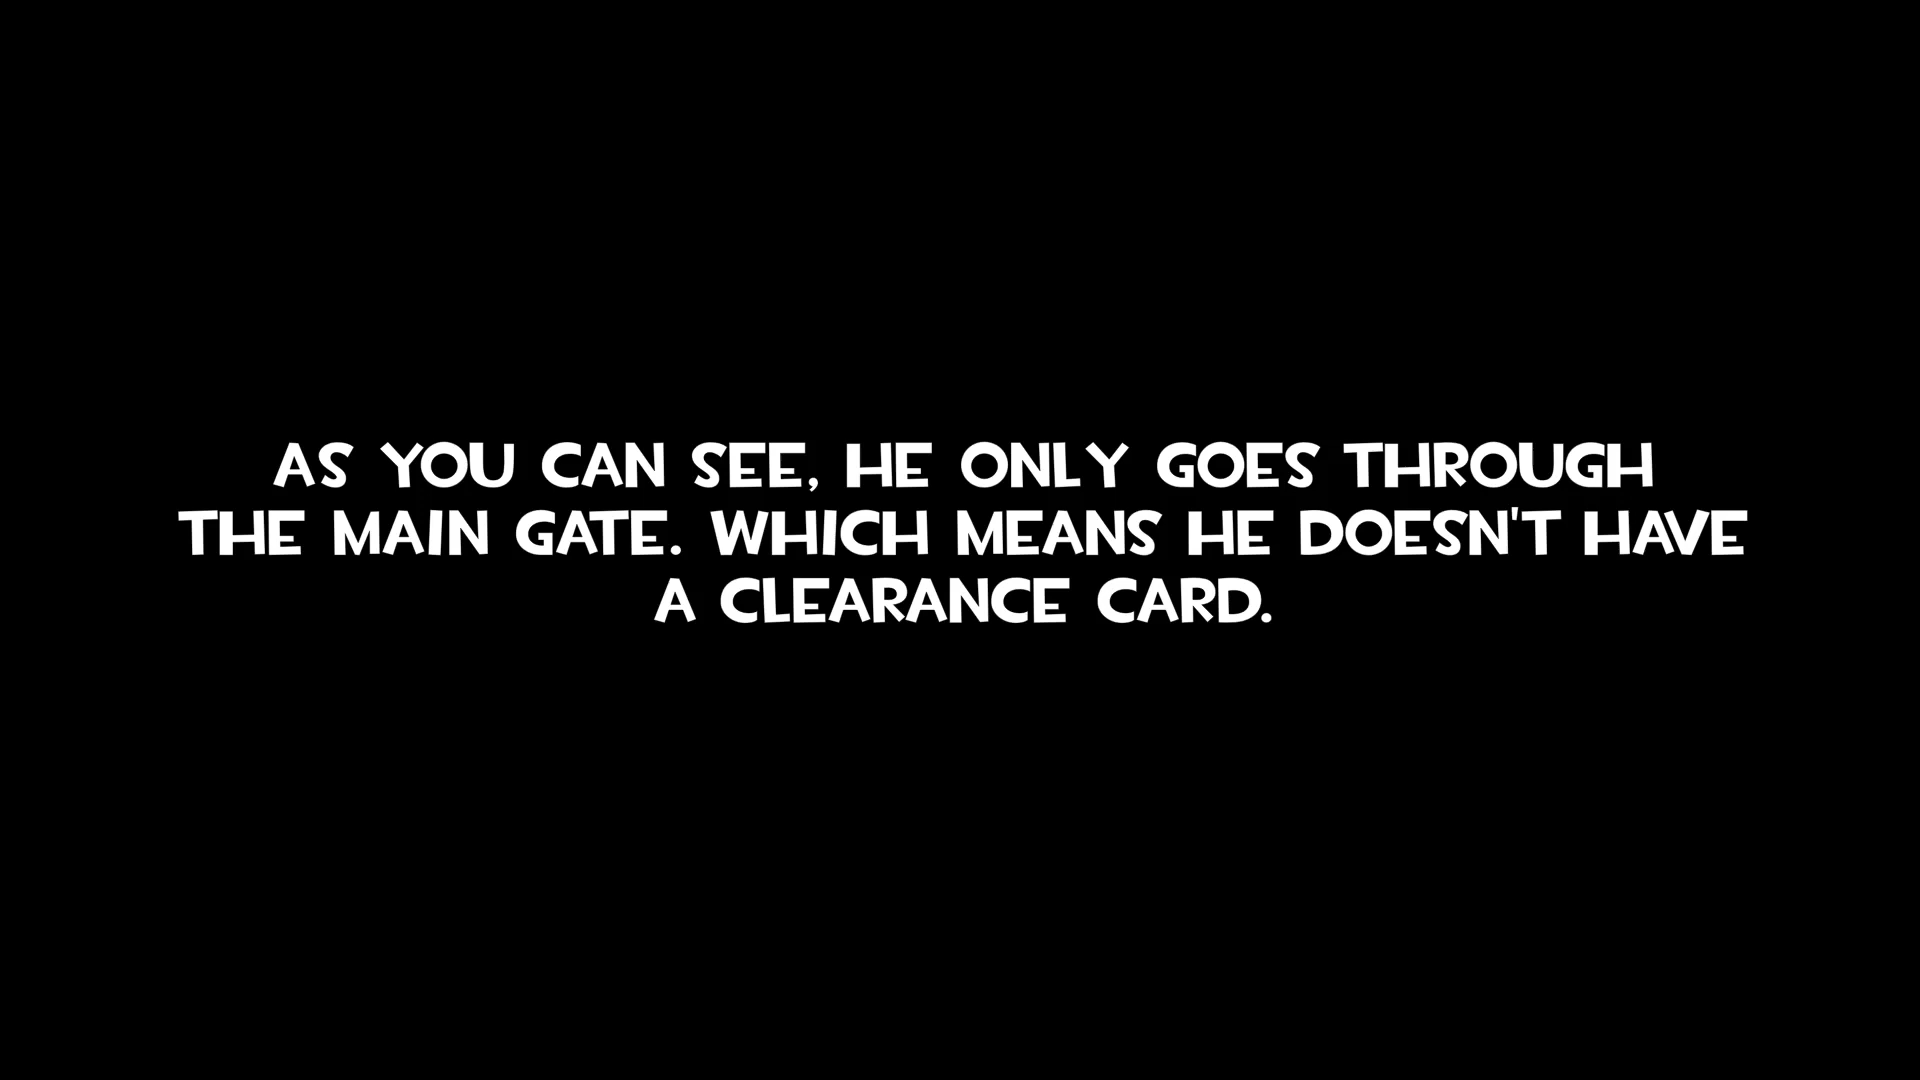 AS YOU CAN SEE, HE ONLY GOES THROUGH
THE MAIN GATE. WHICH MEANS HE DOESN'T HAVE
A CLEARANCE CARD.